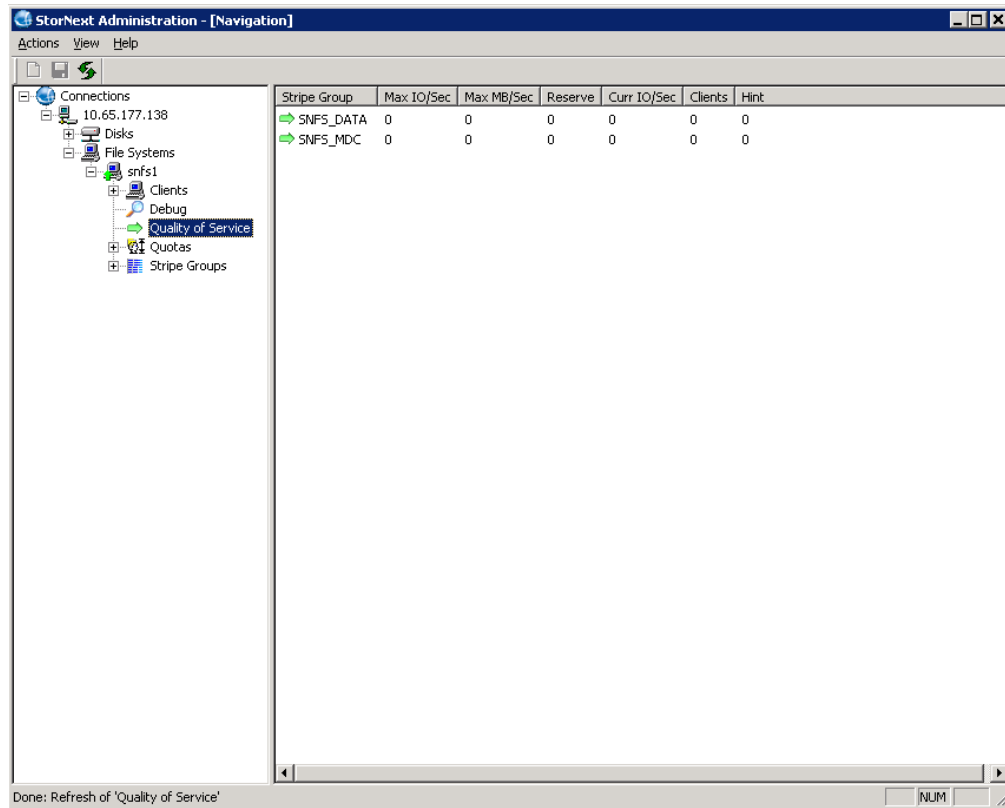 StorNext Administration - [Navigation]
Actions View Help
Connections
10.65.177.138
Disks
File Systems
snfs1
Clients
Debug
Quality of Service
Quotas
Stripe Groups
Stripe Group Max IO/Sec Max MB/Sec Reserve Curr IO/Sec Clients Hint
SNFS_DATA 0 0 0 0 0 0
SNFS_MDC 0 0 0 0 0 0
Done: Refresh of 'Quality of Service'
NUM